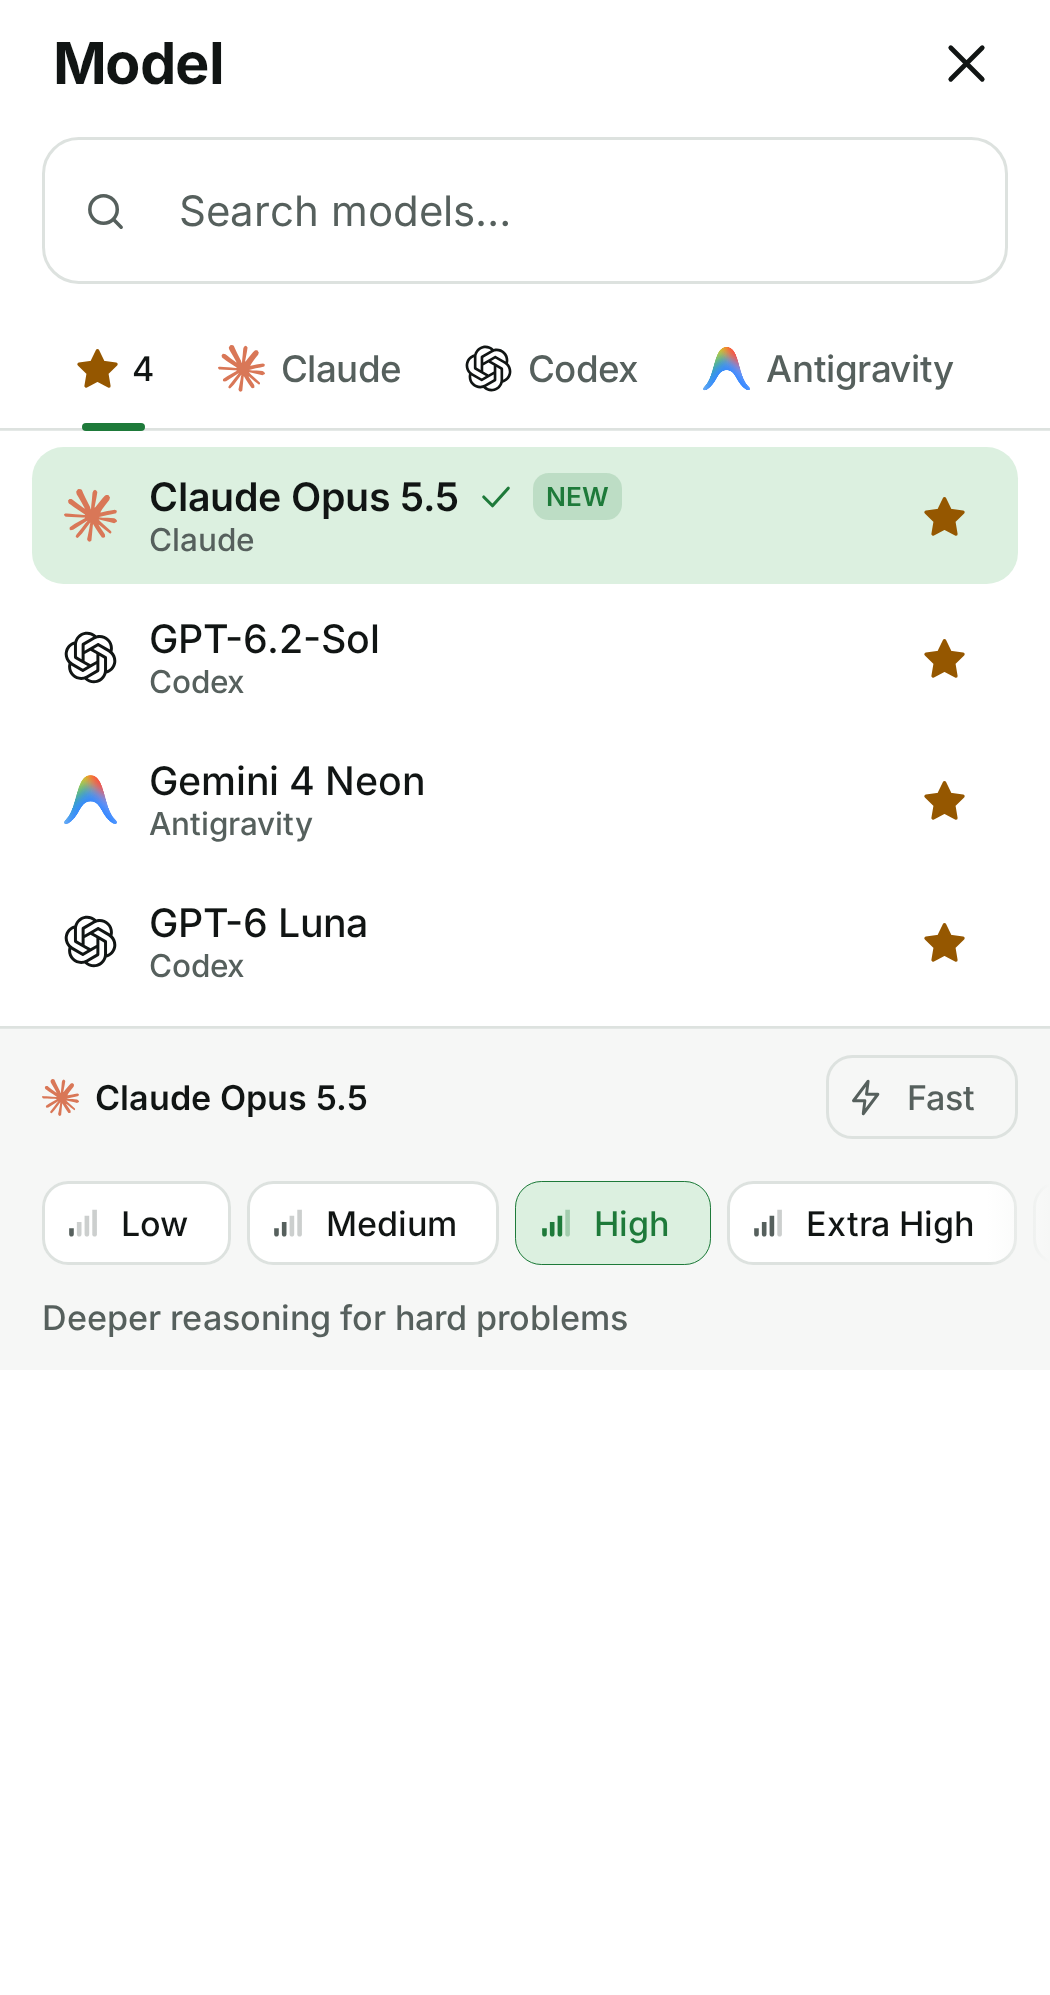 Model
Search models...
4
Claude
Codex
Antigravity
Claude Opus 5.5 NEW
Claude
GPT-6.2-Sol
Codex
Gemini 4 Neon
Antigravity
GPT-6 Luna
Codex
Claude Opus 5.5
Fast
Low
Medium
High
Extra High
Deeper reasoning for hard problems